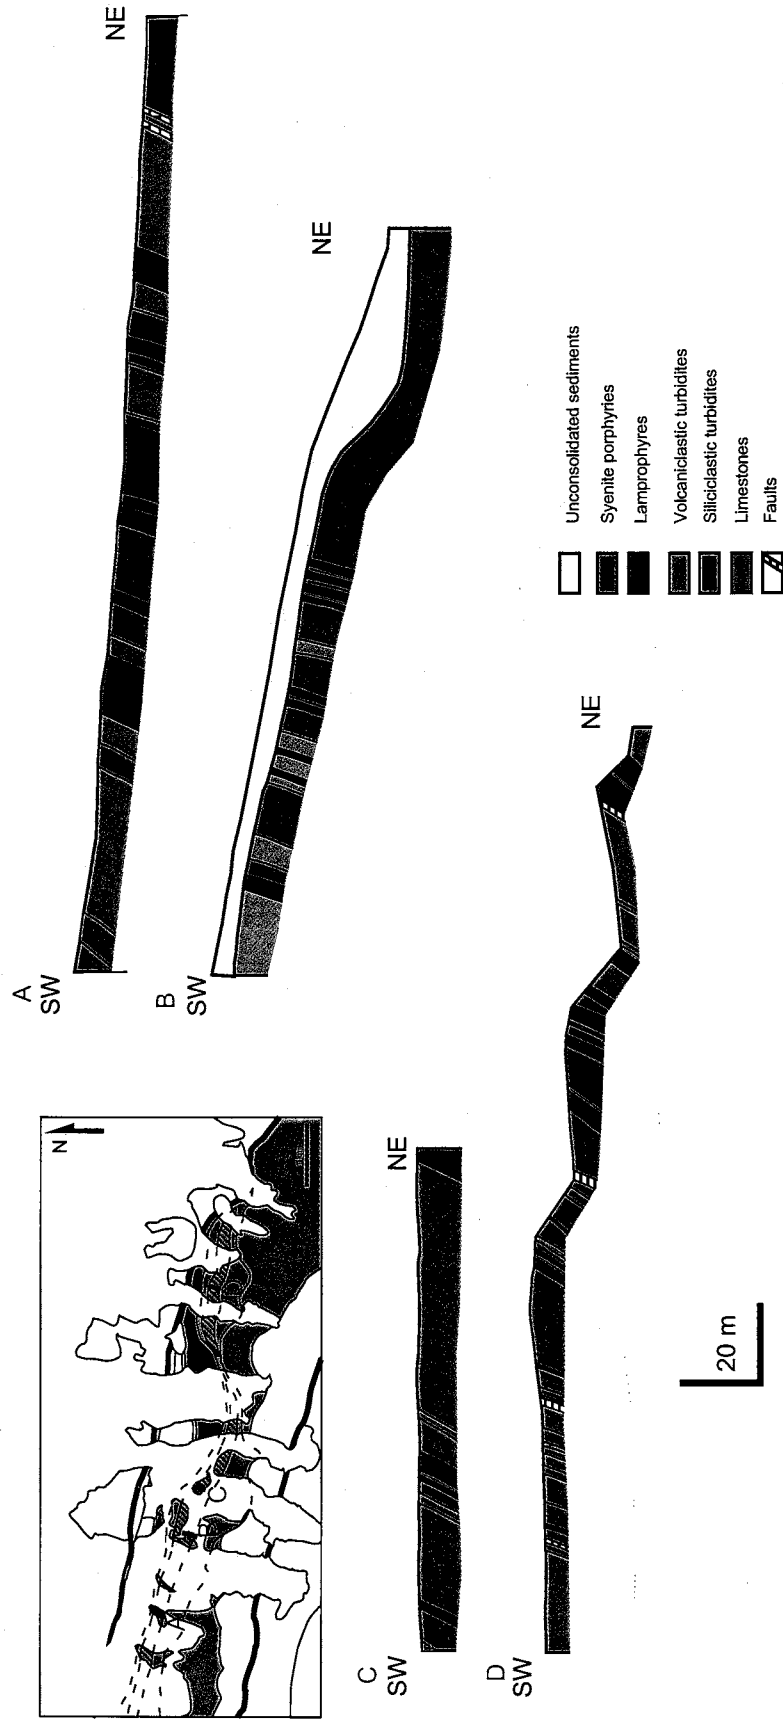 A
SW
NE
B
SW
NE
N
C
C
SW
NE
D
SW
NE
20 m
Unconsolidated sediments
Syenite porphyries
Lamprophyres
Volcaniclastic turbidites
Siliciclastic turbidites
Limestones
Faults